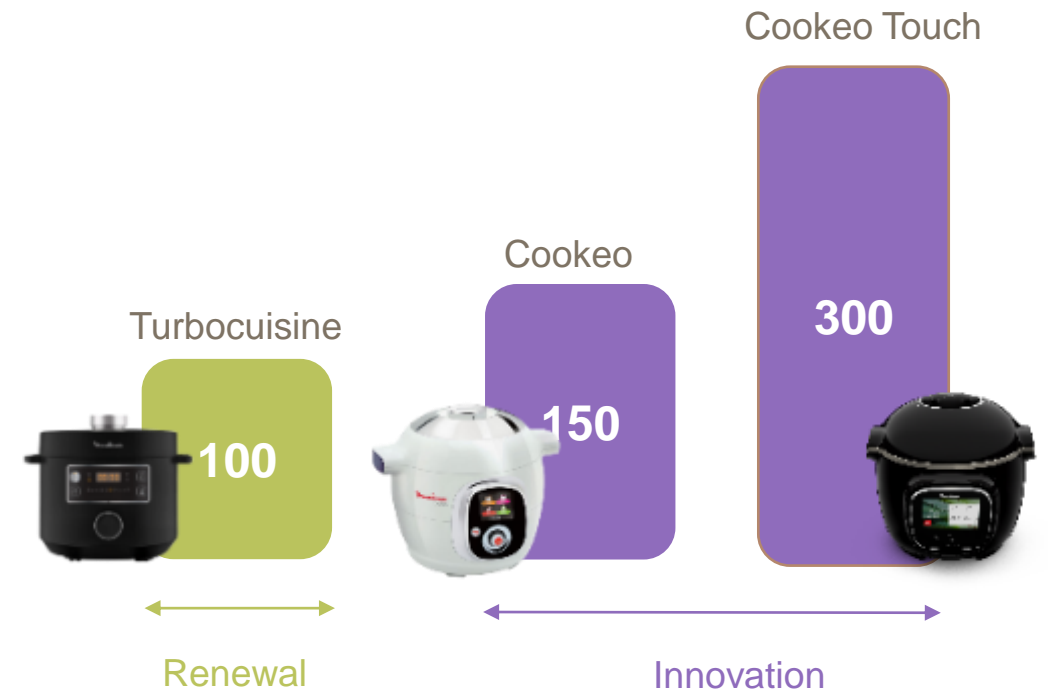 Cookeo Touch
Cookeo
Turbocuisine
300
150
100
Renewal
Innovation